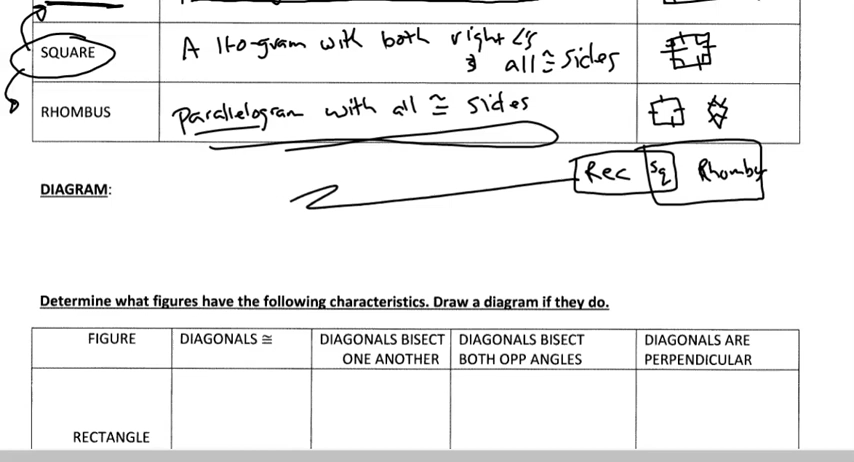 SQUARE
A ||to-gram with both right ∠'s
& all ≅ sides
RHOMBUS
Parallelogram with all ≅ sides
Rec Sq Rhombus
DIAGRAM:
Determine what figures have the following characteristics. Draw a diagram if they do.
FIGURE DIAGONALS ≅ DIAGONALS BISECT DIAGONALS BISECT DIAGONALS ARE
ONE ANOTHER BOTH OPP ANGLES PERPENDICULAR
RECTANGLE